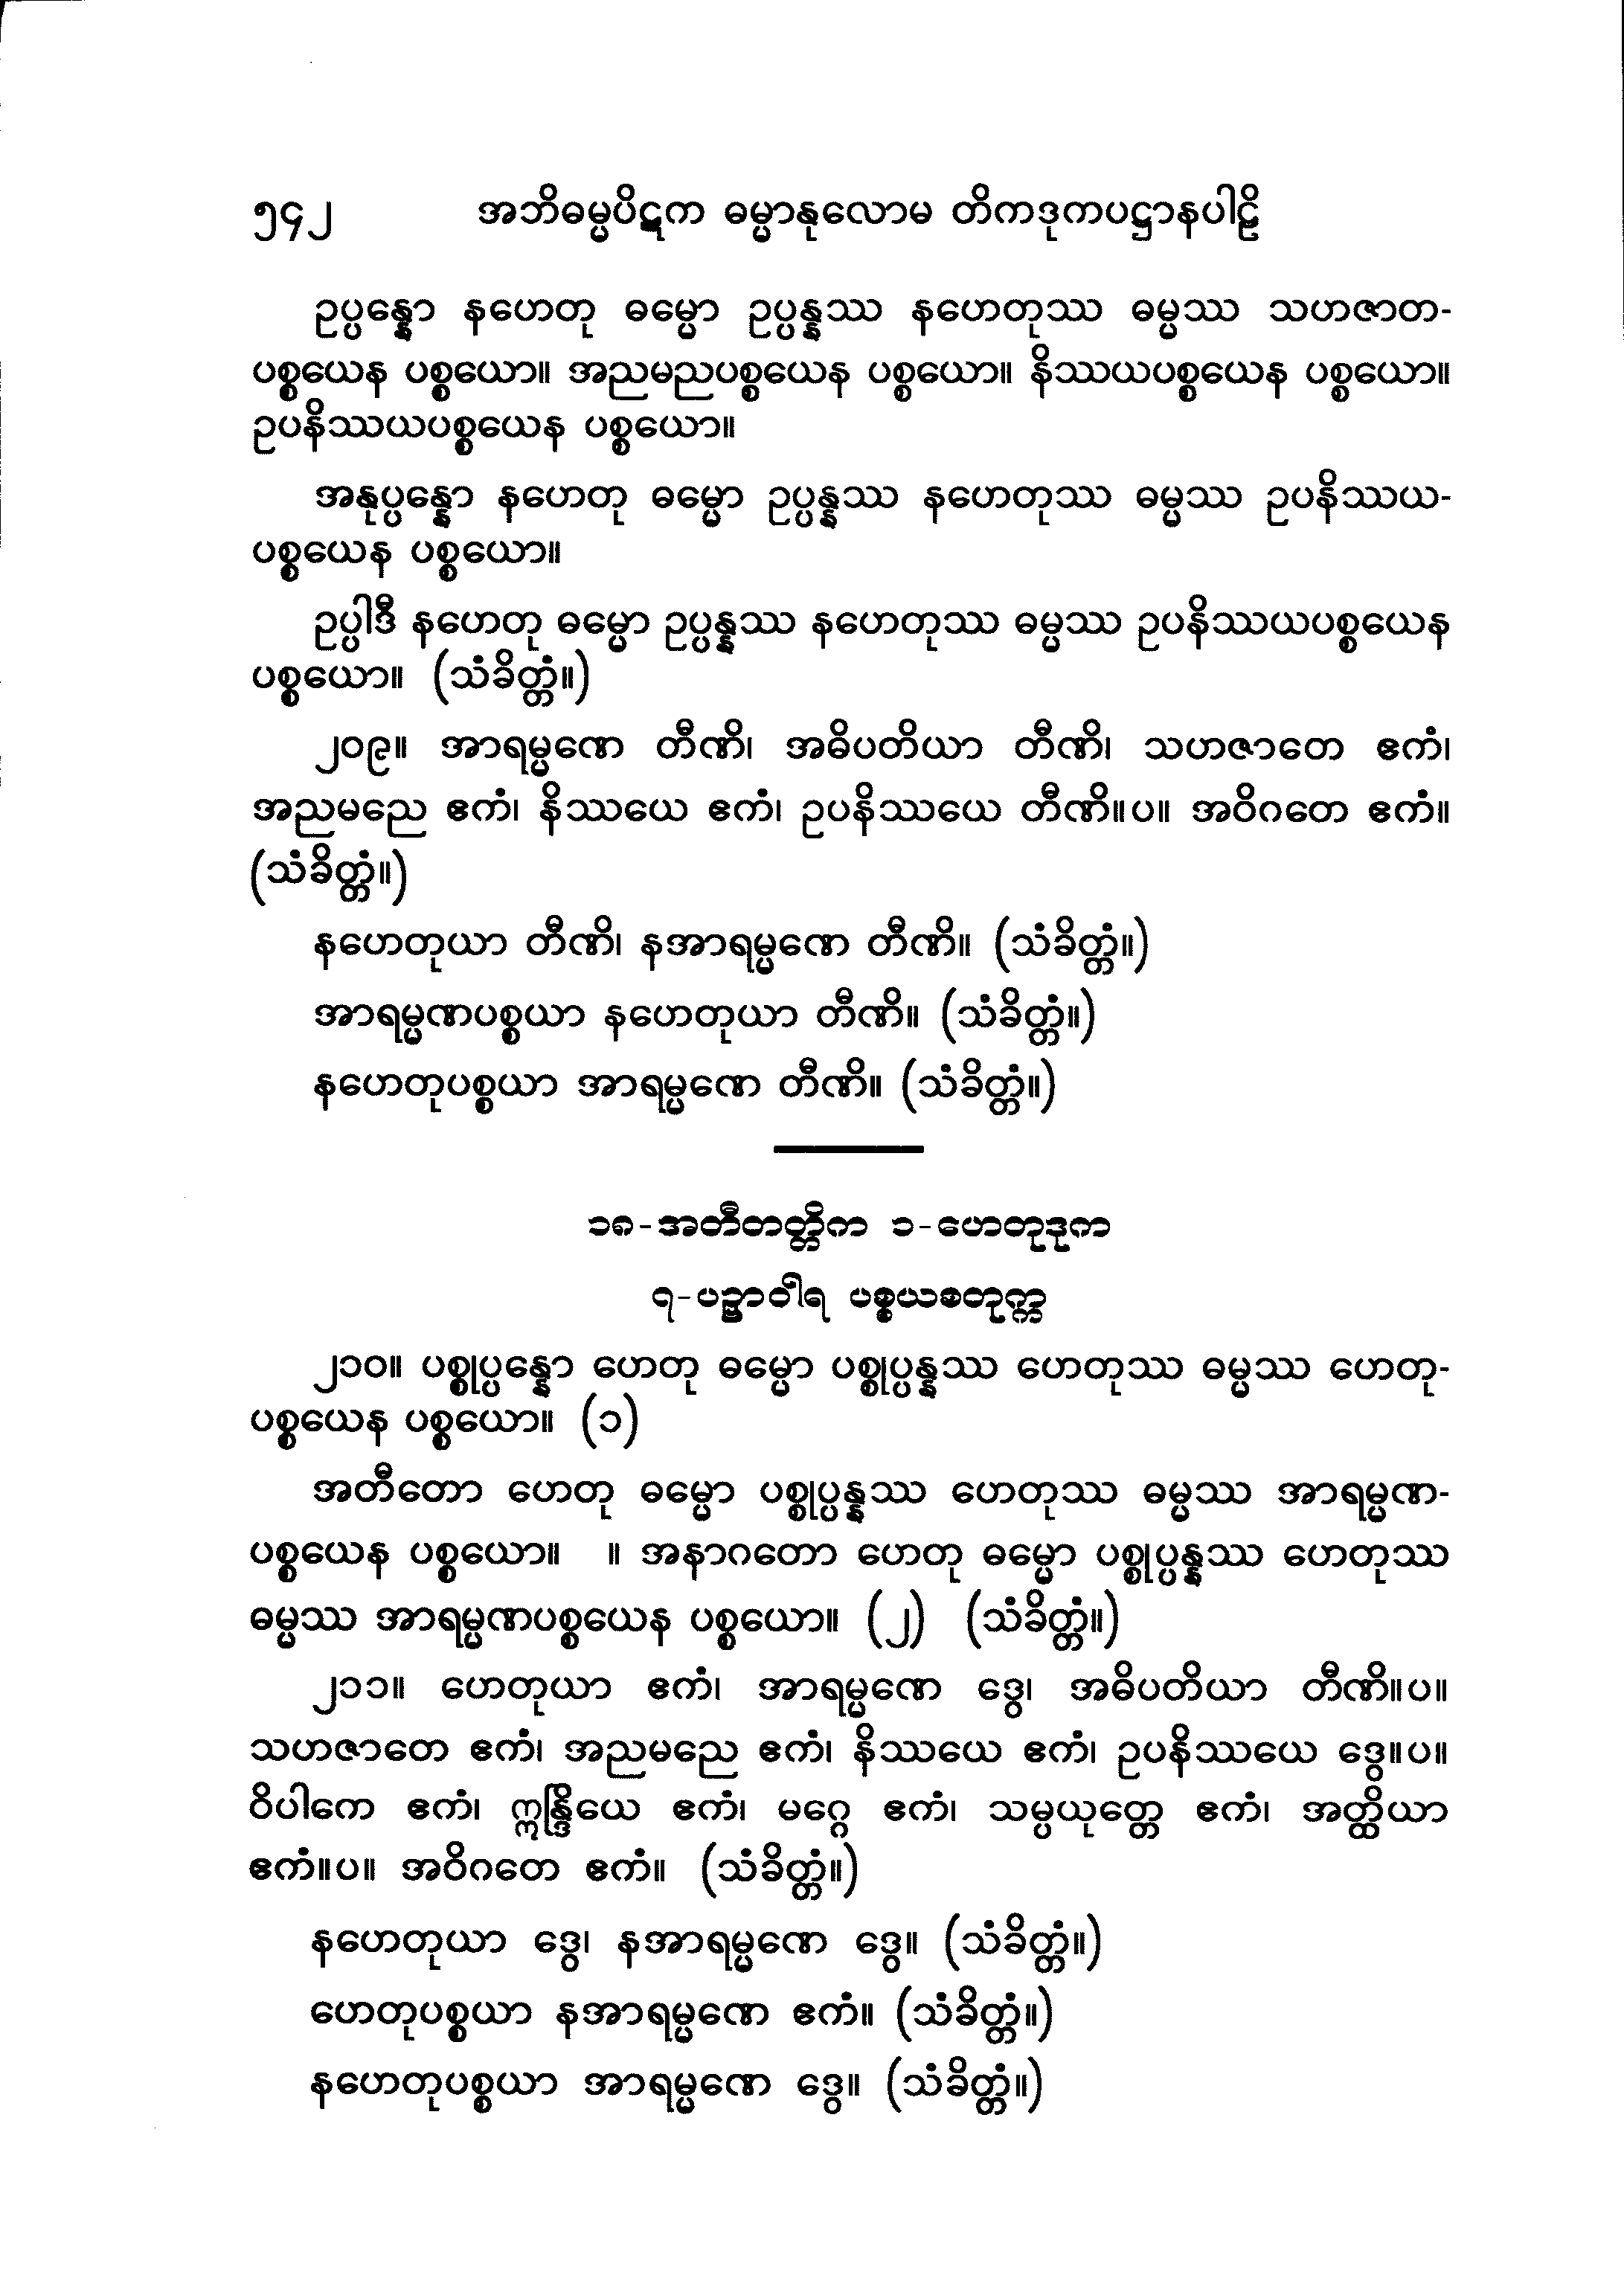 ၅၄၂ အဘိဓမ္မပိဋက ဓမ္မာနုလောမ တိကဒုကပဋ္ဌာနပါဠိ
ဥပ္ပန္နော နဟေတု ဓမ္မော ဥပ္ပန္နဿ နဟေတုဿ ဓမ္မဿ သဟဇာတ-
ပစ္စယေန ပစ္စယော။ အညမညပစ္စယေန ပစ္စယော။ နိဿယပစ္စယေန ပစ္စယော။
ဥပနိဿယပစ္စယေန ပစ္စယော။
အနုပ္ပန္နော နဟေတု ဓမ္မော ဥပ္ပန္နဿ နဟေတုဿ ဓမ္မဿ ဥပနိဿယ-
ပစ္စယေန ပစ္စယော။
ဥပ္ပါဒီ နဟေတု ဓမ္မော ဥပ္ပန္နဿ နဟေတုဿ ဓမ္မဿ ဥပနိဿယပစ္စယေန
ပစ္စယော။ (သံခိတ္တံ။)
၂၀၉။ အာရမ္မဏေ တီဏိ၊ အဓိပတိယာ တီဏိ၊ သဟဇာတေ ဧကံ၊
အညမညေ ဧကံ၊ နိဿယေ ဧကံ၊ ဥပနိဿယေ တီဏိ။ပ။ အဝိဂတေ ဧကံ။
(သံခိတ္တံ။)
နဟေတုယာ တီဏိ၊ နအာရမ္မဏေ တီဏိ။ (သံခိတ္တံ။)
အာရမ္မဏပစ္စယာ နဟေတုယာ တီဏိ။ (သံခိတ္တံ။)
နဟေတုပစ္စယာ အာရမ္မဏေ တီဏိ။ (သံခိတ္တံ။)
၁၈-အတီတတ္တိက ၁-ဟေတုဒုက
၇-ပဉှာဝါရ ပစ္စယစတုက္က
၂၁၀။ ပစ္စုပ္ပန္နော ဟေတု ဓမ္မော ပစ္စုပ္ပန္နဿ ဟေတုဿ ဓမ္မဿ ဟေတု-
ပစ္စယေန ပစ္စယော။ (၁)
အတီတော ဟေတု ဓမ္မော ပစ္စုပ္ပန္နဿ ဟေတုဿ ဓမ္မဿ အာရမ္မဏ-
ပစ္စယေန ပစ္စယော။ ။ အနာဂတော ဟေတု ဓမ္မော ပစ္စုပ္ပန္နဿ ဟေတုဿ
ဓမ္မဿ အာရမ္မဏပစ္စယေန ပစ္စယော။ (၂) (သံခိတ္တံ။)
၂၁၁။ ဟေတုယာ ဧကံ၊ အာရမ္မဏေ ဒွေ၊ အဓိပတိယာ တီဏိ။ပ။
သဟဇာတေ ဧကံ၊ အညမညေ ဧကံ၊ နိဿယေ ဧကံ၊ ဥပနိဿယေ ဒွေ။ပ။
ဝိပါကေ ဧကံ၊ ဣန္ဒြိယေ ဧကံ၊ မဂ္ဂေ ဧကံ၊ သမ္ပယုတ္တေ ဧကံ၊ အတ္ထိယာ
ဧကံ။ပ။ အဝိဂတေ ဧကံ။ (သံခိတ္တံ။)
နဟေတုယာ ဒွေ၊ နအာရမ္မဏေ ဒွေ။ (သံခိတ္တံ။)
ဟေတုပစ္စယာ နအာရမ္မဏေ ဧကံ။ (သံခိတ္တံ။)
နဟေတုပစ္စယာ အာရမ္မဏေ ဒွေ။ (သံခိတ္တံ။)